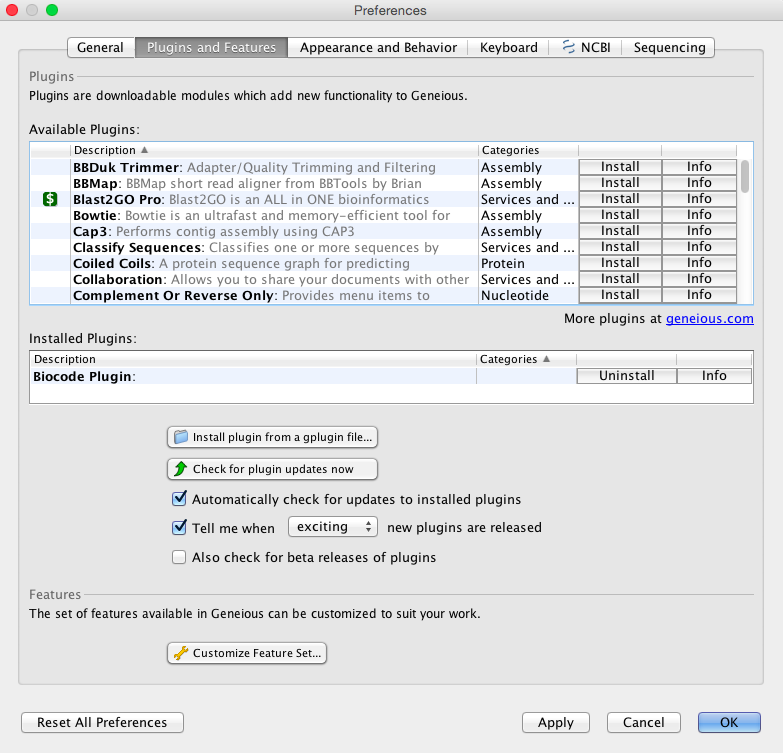 Preferences
General Plugins and Features Appearance and Behavior Keyboard NCBI Sequencing
Plugins
Plugins are downloadable modules which add new functionality to Geneious.
Available Plugins:
Description Categories
BBDuk Trimmer: Adapter/Quality Trimming and Filtering Assembly Install Info
BBMap: BBMap short read aligner from BBTools by Brian Assembly Install Info
$ Blast2GO Pro: Blast2GO is an ALL in ONE bioinformatics Services and ... Install Info
Bowtie: Bowtie is an ultrafast and memory-efficient tool for Assembly Install Info
Cap3: Performs contig assembly using CAP3 Assembly Install Info
Classify Sequences: Classifies one or more sequences by Services and ... Install Info
Coiled Coils: A protein sequence graph for predicting Protein Install Info
Collaboration: Allows you to share your documents with other Services and ... Install Info
Complement Or Reverse Only: Provides menu items to Nucleotide Install Info
More plugins at geneious.com
Installed Plugins:
Description Categories
Biocode Plugin: Uninstall Info
Install plugin from a gplugin file...
Check for plugin updates now
Automatically check for updates to installed plugins
Tell me when exciting new plugins are released
Also check for beta releases of plugins
Features
The set of features available in Geneious can be customized to suit your work.
Customize Feature Set...
Reset All Preferences Apply Cancel OK